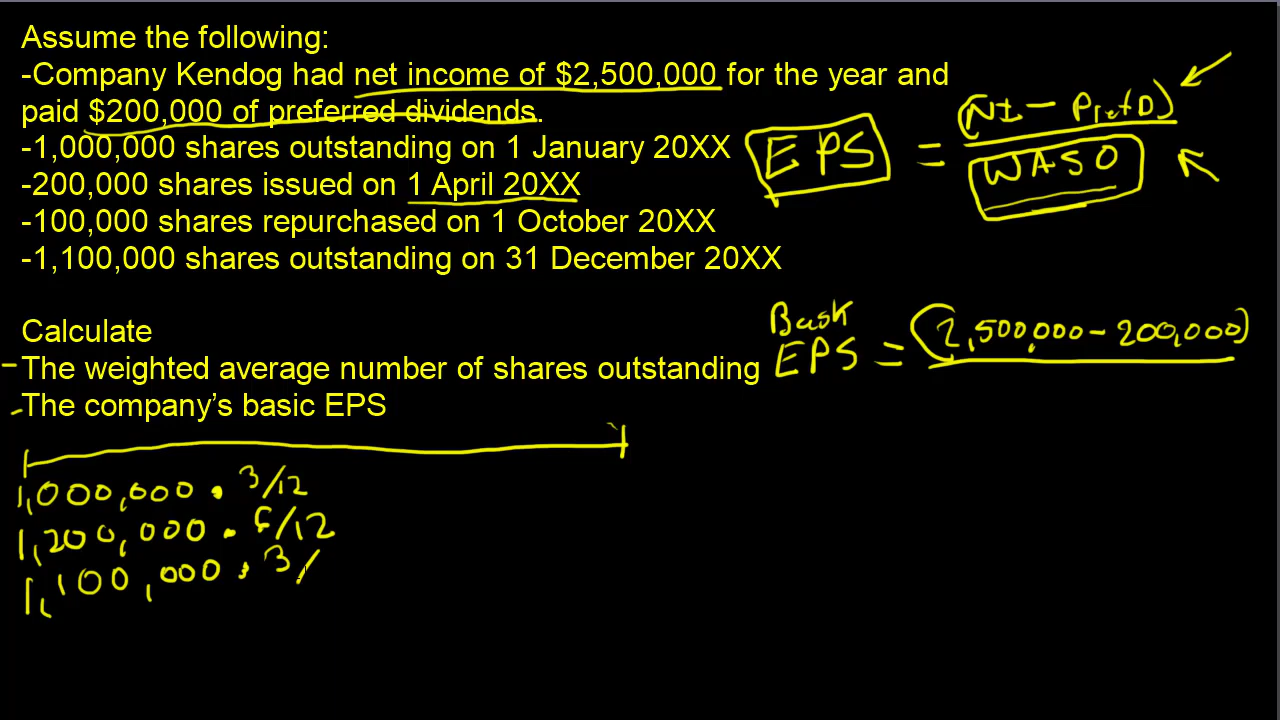 Assume the following:
-Company Kendog had net income of $2,500,000 for the year and
paid $200,000 of preferred dividends.
-1,000,000 shares outstanding on 1 January 20XX
-200,000 shares issued on 1 April 20XX
-100,000 shares repurchased on 1 October 20XX
-1,100,000 shares outstanding on 31 December 20XX
EPS = (NI - PrefD)
WASO
Calculate
-The weighted average number of shares outstanding
-The company's basic EPS
Basic
EPS = (2,500,000 - 200,000)
1,000,000 . 3/12
1,200,000 . 6/12
1,100,000 . 3/